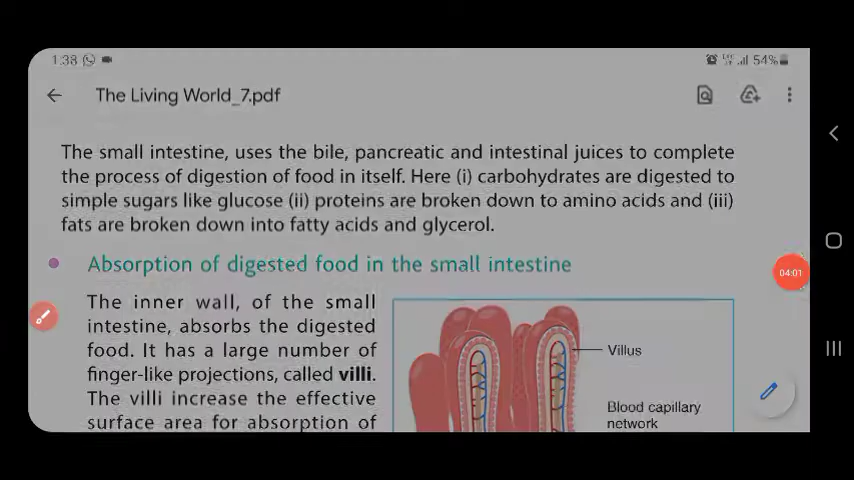 1:38 54%
The Living World_7.pdf
The small intestine, uses the bile, pancreatic and intestinal juices to complete
the process of digestion of food in itself. Here (i) carbohydrates are digested to
simple sugars like glucose (ii) proteins are broken down to amino acids and (iii)
fats are broken down into fatty acids and glycerol.
Absorption of digested food in the small intestine
04:01
The inner wall, of the small
intestine, absorbs the digested
food. It has a large number of
finger-like projections, called villi.
The villi increase the effective
surface area for absorption of
Villus
Blood capillary
network